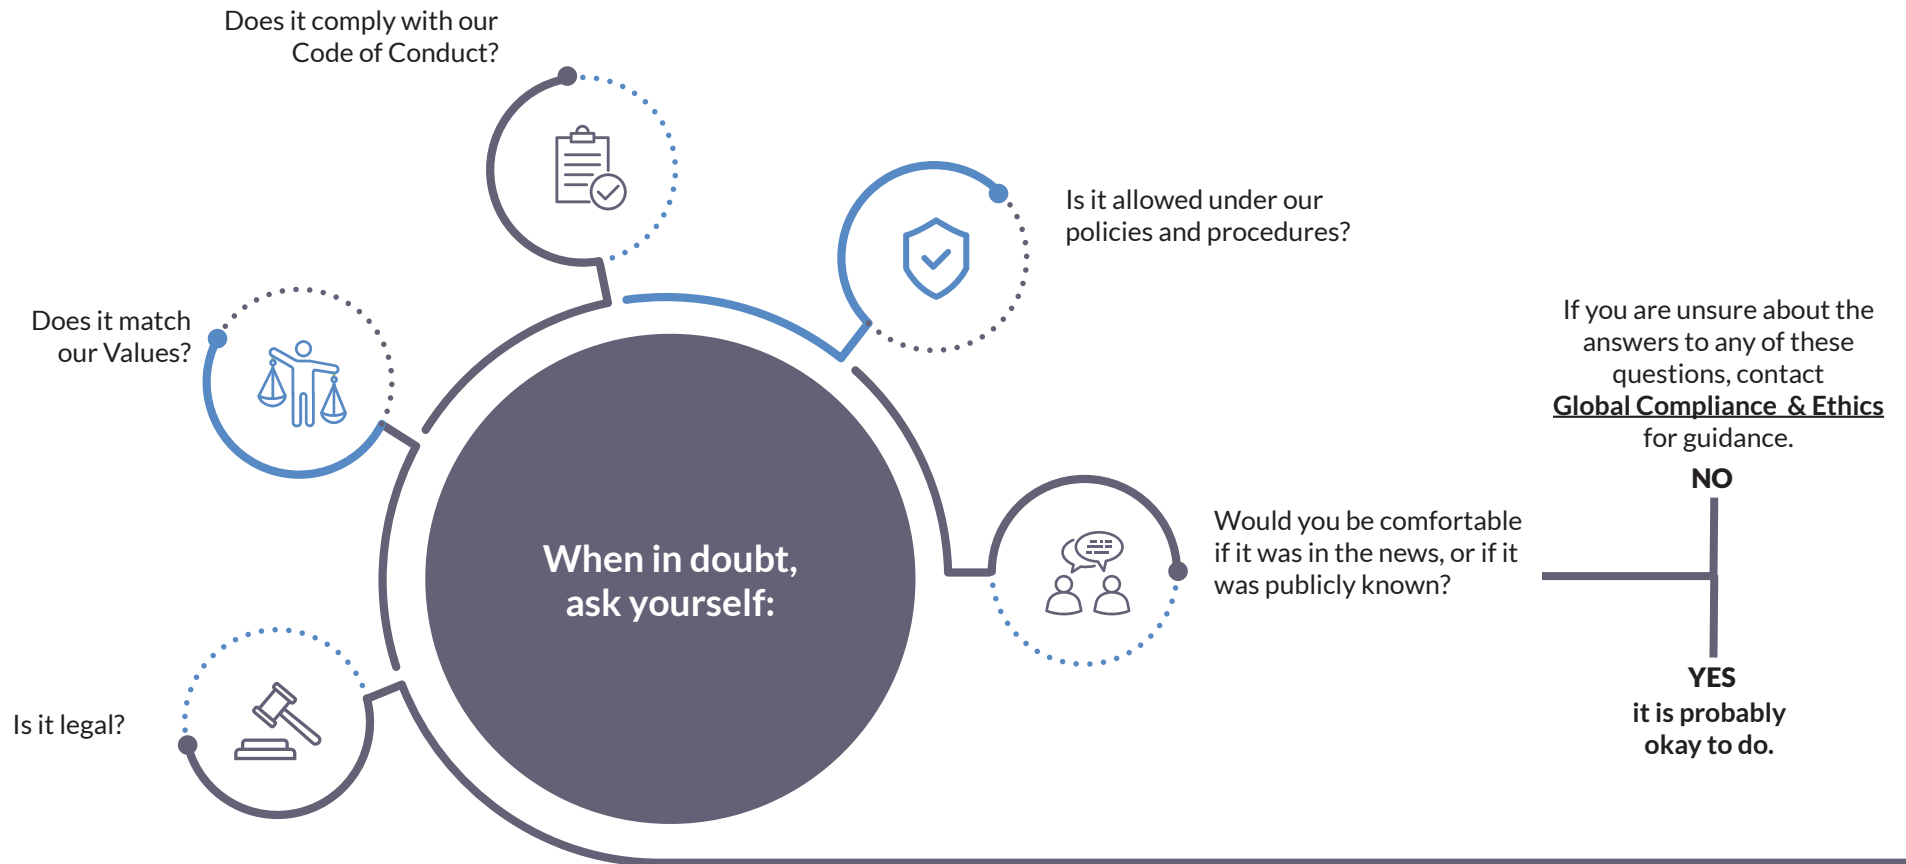 Does it comply with our
Code of Conduct?
Is it allowed under our
policies and procedures?
Does it match
our Values?
When in doubt,
ask yourself:
Is it legal?
Would you be comfortable
if it was in the news, or if it
was publicly known?
If you are unsure about the
answers to any of these
questions, contact
Global Compliance & Ethics
for guidance.
NO
YES
it is probably
okay to do.